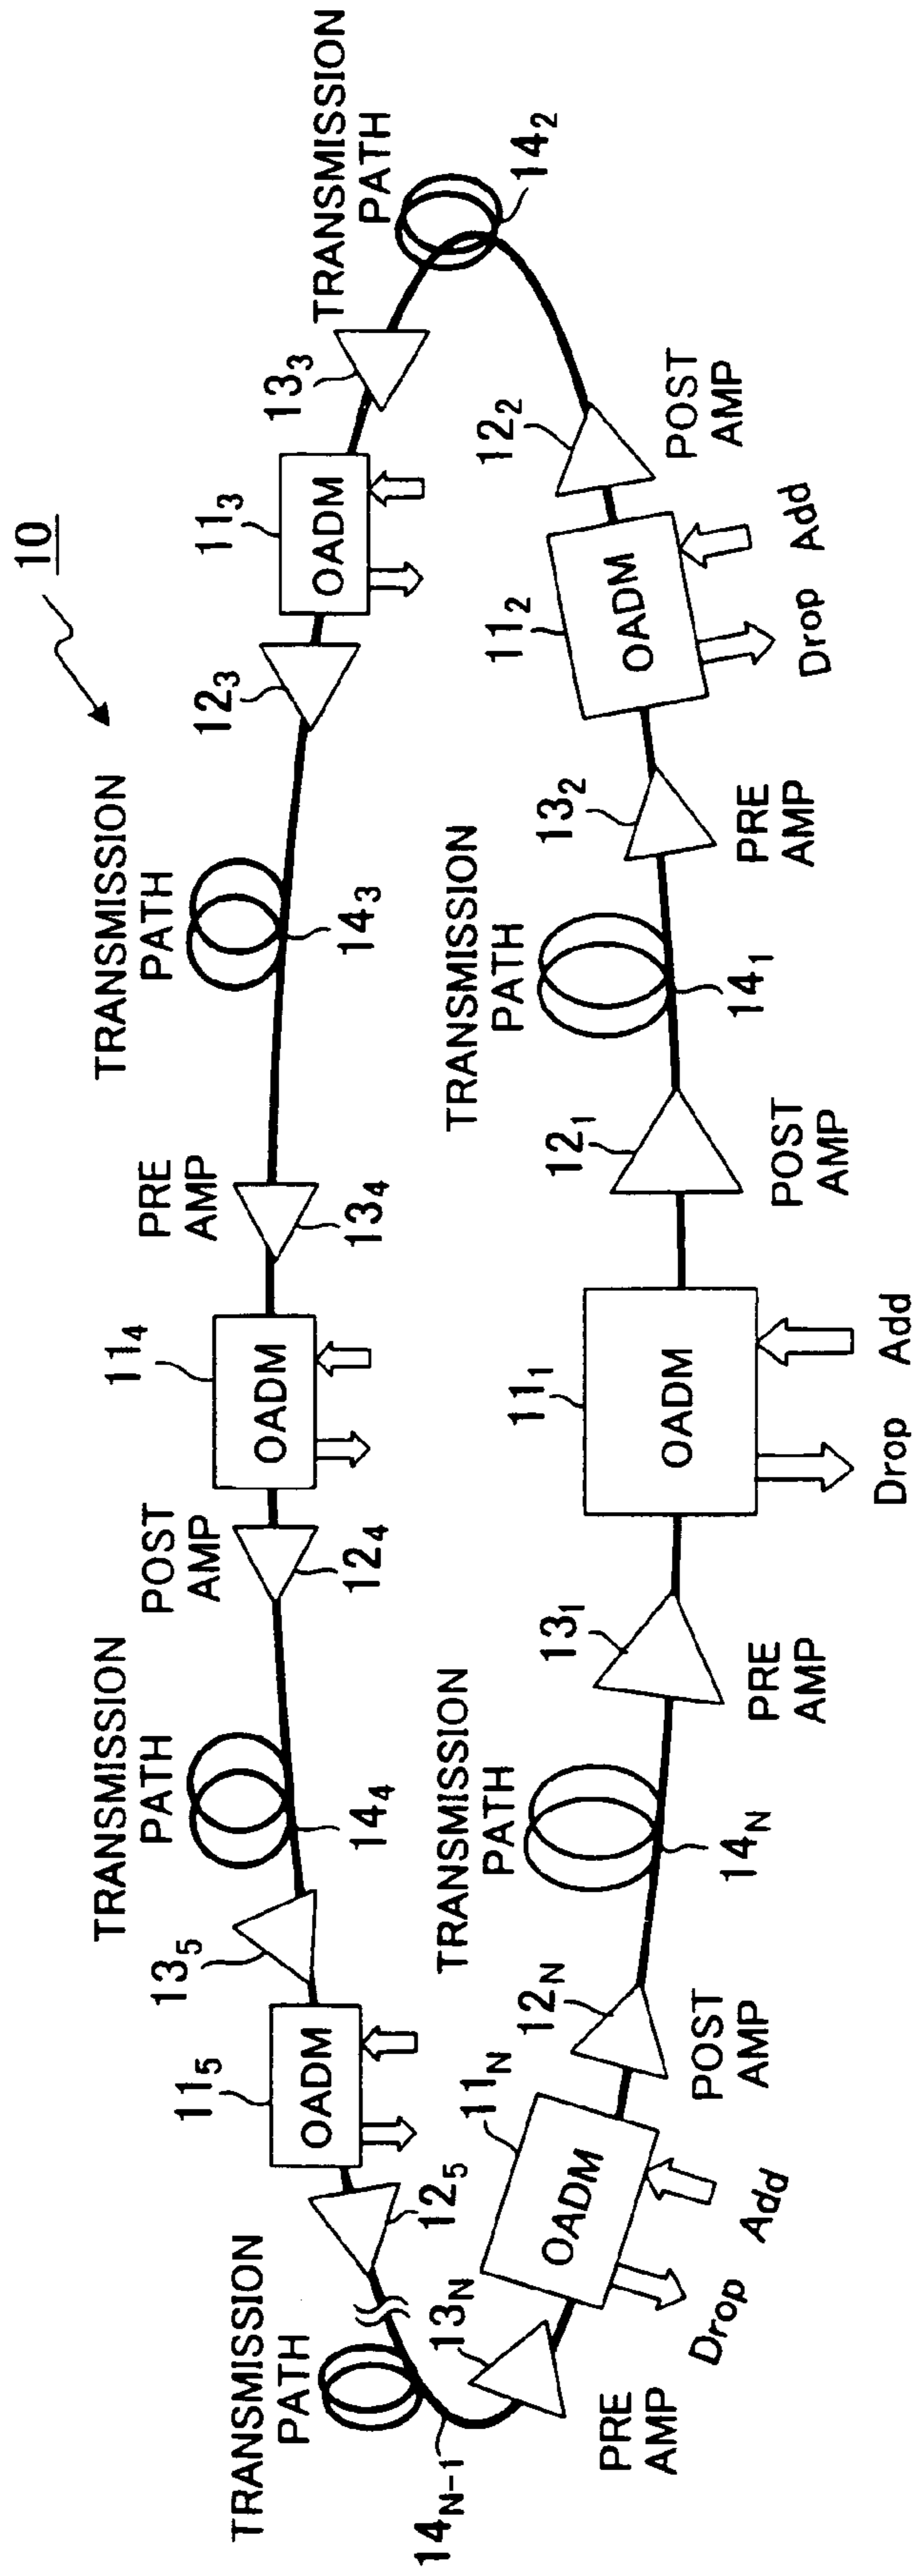 10
TRANSMISSION
PATH
14₂
13₃
11₃
OADM
12₃
TRANSMISSION
PATH
14₃
PRE
AMP
13₄
11₄
OADM
POST
AMP
12₄
TRANSMISSION
PATH
14₄
13₅
11₅
OADM
12₅
TRANSMISSION
PATH
14N−1
13N
PRE
AMP
11N
OADM
Drop
Add
12N
POST
AMP
TRANSMISSION
PATH
14N
13₁
PRE
AMP
11₁
OADM
Drop
Add
12₁
POST
AMP
TRANSMISSION
PATH
14₁
13₂
PRE
AMP
11₂
OADM
Drop
Add
12₂
POST
AMP